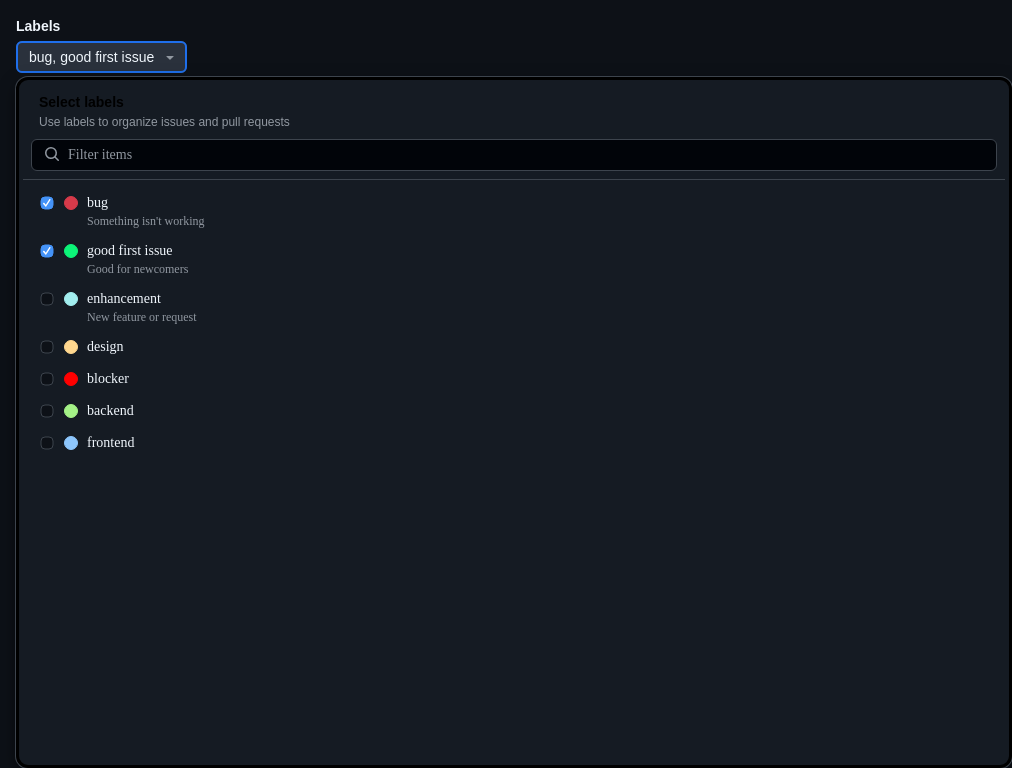 Labels
bug, good first issue
Select labels
Use labels to organize issues and pull requests
Filter items
bug
Something isn't working
good first issue
Good for newcomers
enhancement
New feature or request
design
blocker
backend
frontend